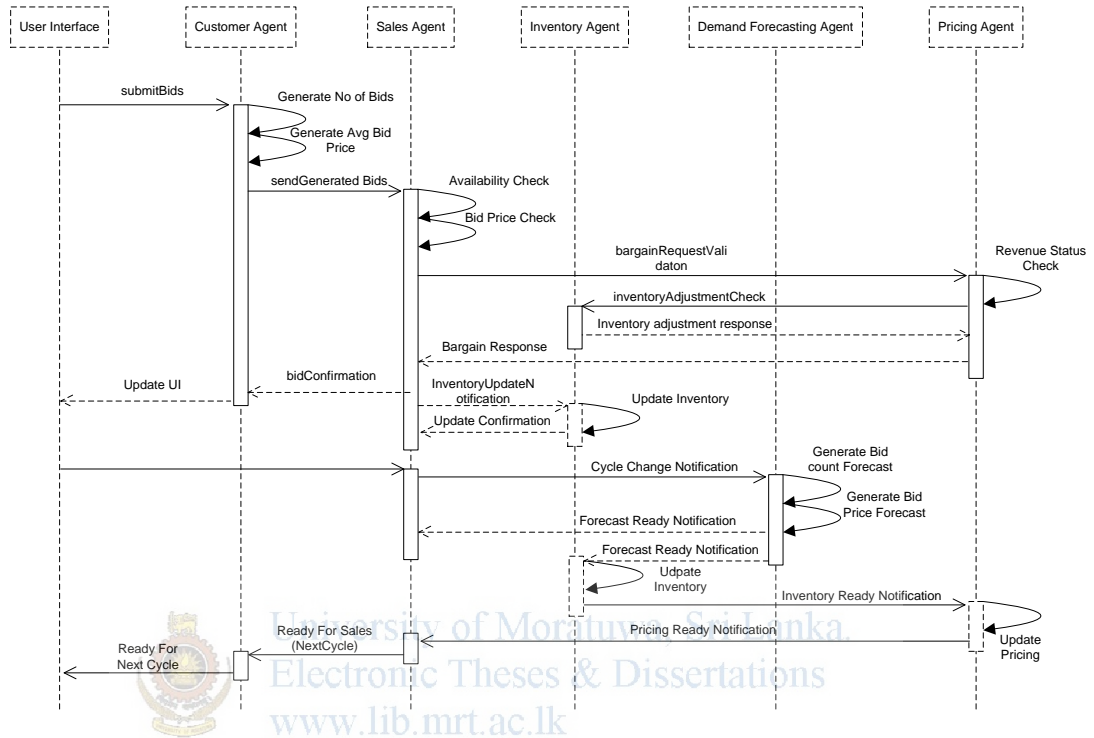 User Interface
Customer Agent
Sales Agent
Inventory Agent
Demand Forecasting Agent
Pricing Agent
submitBids
Generate No of Bids
Generate Avg Bid
Price
sendGenerated Bids
Availability Check
Bid Price Check
bargainRequestVali
daton
Revenue Status
Check
inventoryAdjustmentCheck
Inventory adjustment response
Bargain Response
bidConfirmation
Update UI
InventoryUpdateN
otification
Update Inventory
Update Confirmation
Cycle Change Notification
Generate Bid
count Forecast
Generate Bid
Price Forecast
Forecast Ready Notification
Forecast Ready Notification
Udpate
Inventory
Inventory Ready Notification
Pricing Ready Notification
Update
Pricing
Ready For Sales
(NextCycle)
Ready For
Next Cycle
University of Moratuwa, Sri Lanka.
Electronic Theses & Dissertations
www.lib.mrt.ac.lk